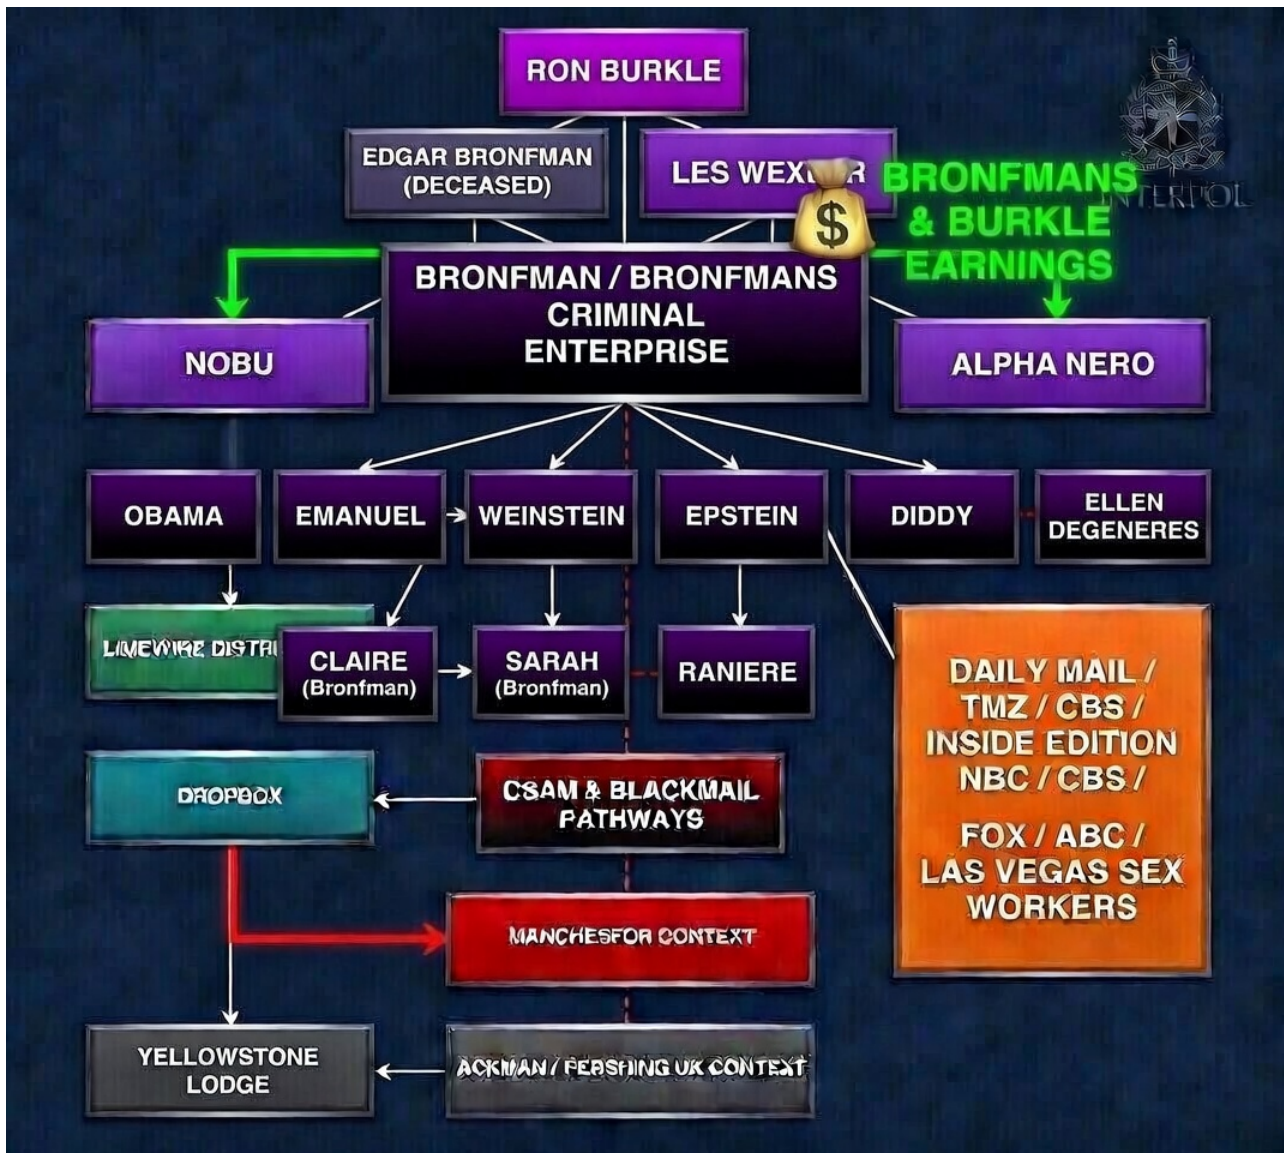 RON BURKLE
EDGAR BRONFMAN
(DECEASED)
LES WEXNER
BRONFMANS
& BURKLE
EARNINGS
INTERPOL
$
BRONFMAN / BRONFMANS
CRIMINAL
ENTERPRISE
NOBU
ALPHA NERO
OBAMA
EMANUEL
WEINSTEIN
EPSTEIN
DIDDY
ELLEN
DEGENERES
LIMEWIRE
CLAIRE
(Bronfman)
SARAH
(Bronfman)
RANIERE
DAILY MAIL /
TMZ / CBS /
INSIDE EDITION
NBC / CBS /
FOX / ABC /
LAS VEGAS SEX
WORKERS
DROPBOX
CSAM & BLACKMAIL
PATHWAYS
MANCHESFOR CONTEXT
YELLOWSTONE
LODGE
ACKMAN / PERSHING UK CONTEXT